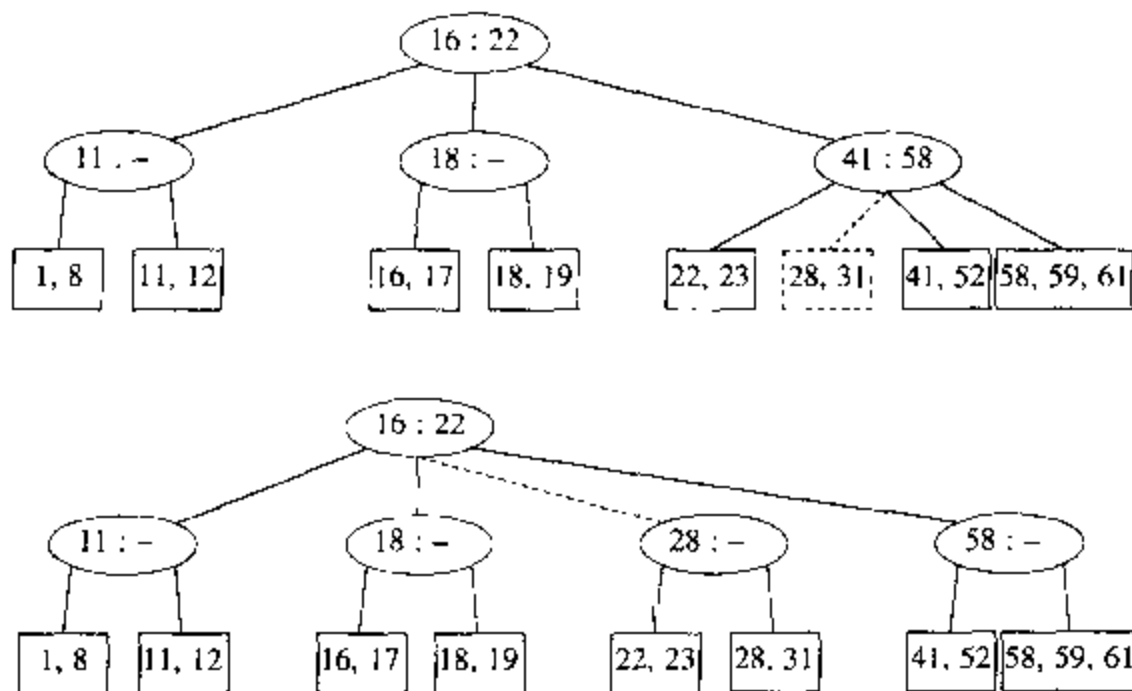 16 : 22
11 : – 18 : – 41 : 58
1, 8 11, 12 16, 17 18, 19 22, 23 28, 31 41, 52 58, 59, 61
16 : 22
11 : – 18 : – 28 : – 58 : –
1, 8 11, 12 16, 17 18, 19 22, 23 28, 31 41, 52 58, 59, 61